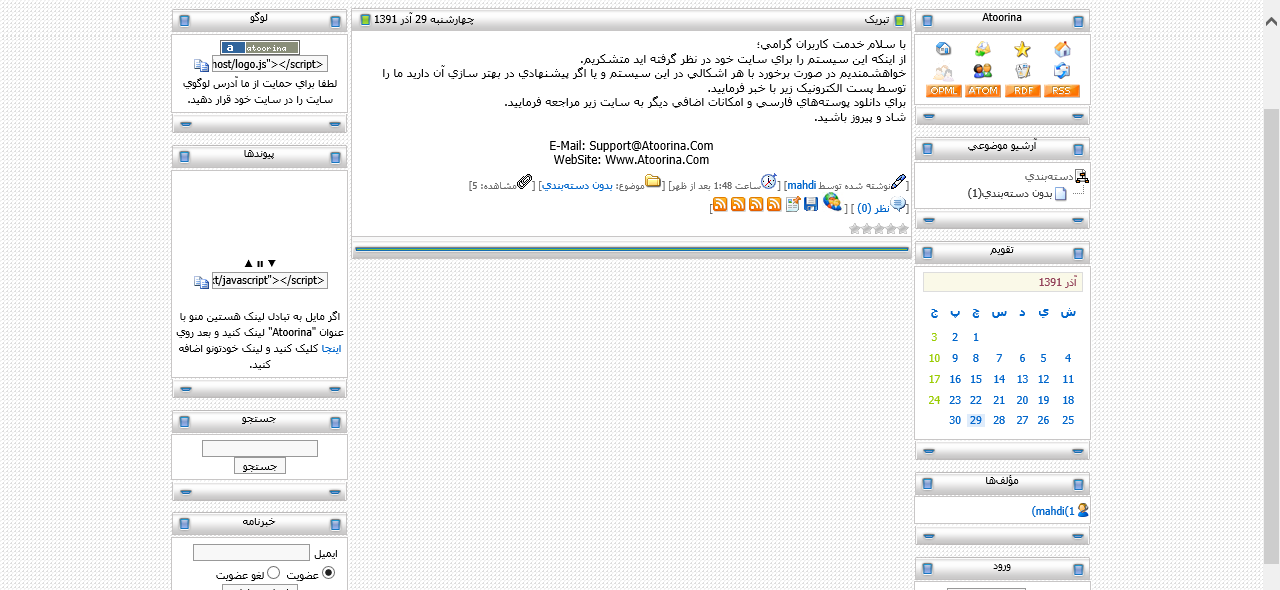 Atoorina
OPML ATOM RDF RSS
آرشيو موضوعي
دسته‌بندي
بدون دسته‌بندي(1)
تقويم
آذر 1391
ش ي د س چ پ ج
1 2 3
4 5 6 7 8 9 10
11 12 13 14 15 16 17
18 19 20 21 22 23 24
25 26 27 28 29 30
مؤلف‌ها
mahdi(1)
ورود
تبريک
چهارشنبه 29 آذر 1391
با سلام خدمت کاربران گرامي؛
از اينکه اين سيستم را براي سايت خود در نظر گرفته ايد متشکريم.
خواهشمنديم در صورت برخورد با هر اشکالي در اين سيستم و يا اگر پيشنهادي در بهتر سازي آن داريد ما را
توسط پست الکترونيک زير با خبر فرماييد.
براي دانلود پوسته‌هاي فارسي و امکانات اضافي ديگر به سايت زير مراجعه فرماييد.
شاد و پيروز باشيد.
E-Mail: Support@Atoorina.Com
WebSite: Www.Atoorina.Com
[نوشته شده توسط mahdi] [ساعت 1:48 بعد از ظهر] [موضوع: بدون دسته‌بندي] [مشاهده: 5]
[نظر (0) ] [ ]
لوگو
a atoorina
host/logo.js"></script>
لطفا براي حمايت از ما آدرس لوگوي
سايت را در سايت خود قرار دهيد.
پيوندها
xt/javascript"></script>
اگر مايل به تبادل لينک هستين منو با
عنوان "Atoorina" لينک کنيد و بعد روي
اينجا کليک کنيد و لينک خودتونو اضافه
کنيد.
جستجو
جستجو
خبرنامه
ايميل
عضويت لغو عضويت